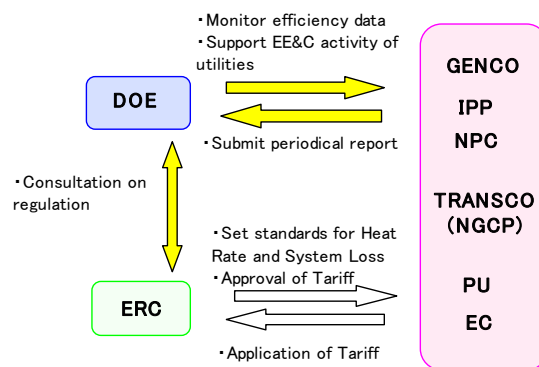 ・Monitor efficiency data
・Support EE&C activity of
utilities
DOE
・Submit periodical report
・Consultation on
regulation
・Set standards for Heat
Rate and System Loss
・Approval of Tariff
ERC
・Application of Tariff
GENCO
IPP
NPC
TRANSCO
(NGCP)
PU
EC